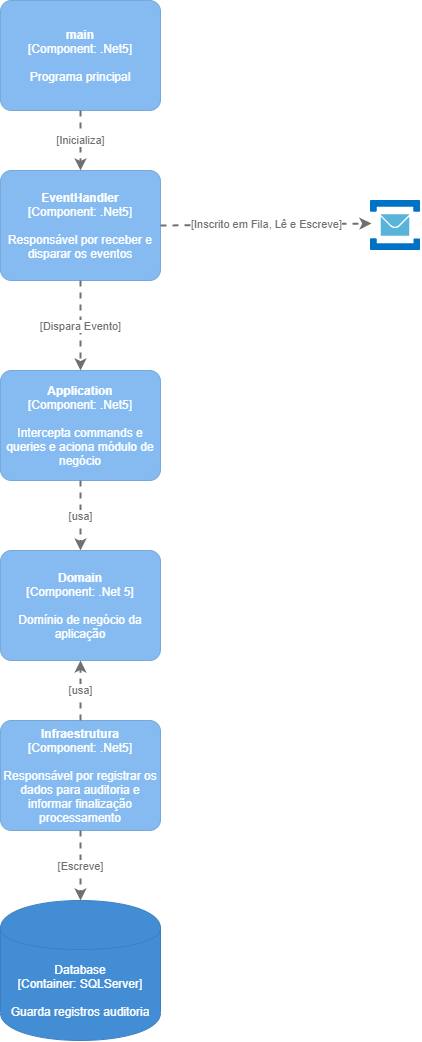 main
[Component: .Net5]
Programa principal
[Inicializa]
EventHandler
[Component: .Net5]
Responsável por receber e
disparar os eventos
[Inscrito em Fila, Lê e Escreve]
[Dispara Evento]
Application
[Component: .Net5]
Intercepta commands e
queries e aciona módulo de
negócio
[usa]
Domain
[Component: .Net 5]
Domínio de negócio da
aplicação
[usa]
Infraestrutura
[Component: .Net5]
Responsável por registrar os
dados para auditoria e
informar finalização
processamento
[Escreve]
Database
[Container: SQLServer]
Guarda registros auditoria